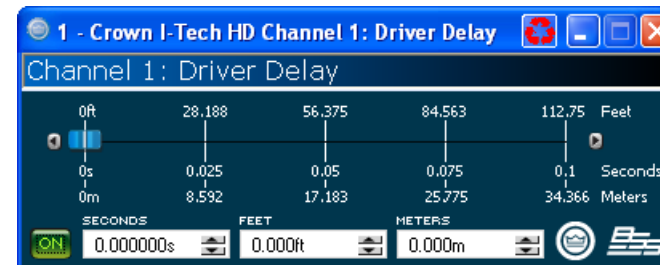 1 - Crown I-Tech HD Channel 1: Driver Delay
Channel 1: Driver Delay
0ft 28.188 56.375 84.563 112.75 Feet
0s 0.025 0.05 0.075 0.1 Seconds
0m 8.592 17.183 25.775 34.366 Meters
SECONDS FEET METERS
ON 0.000000s 0.000ft 0.000m BSS